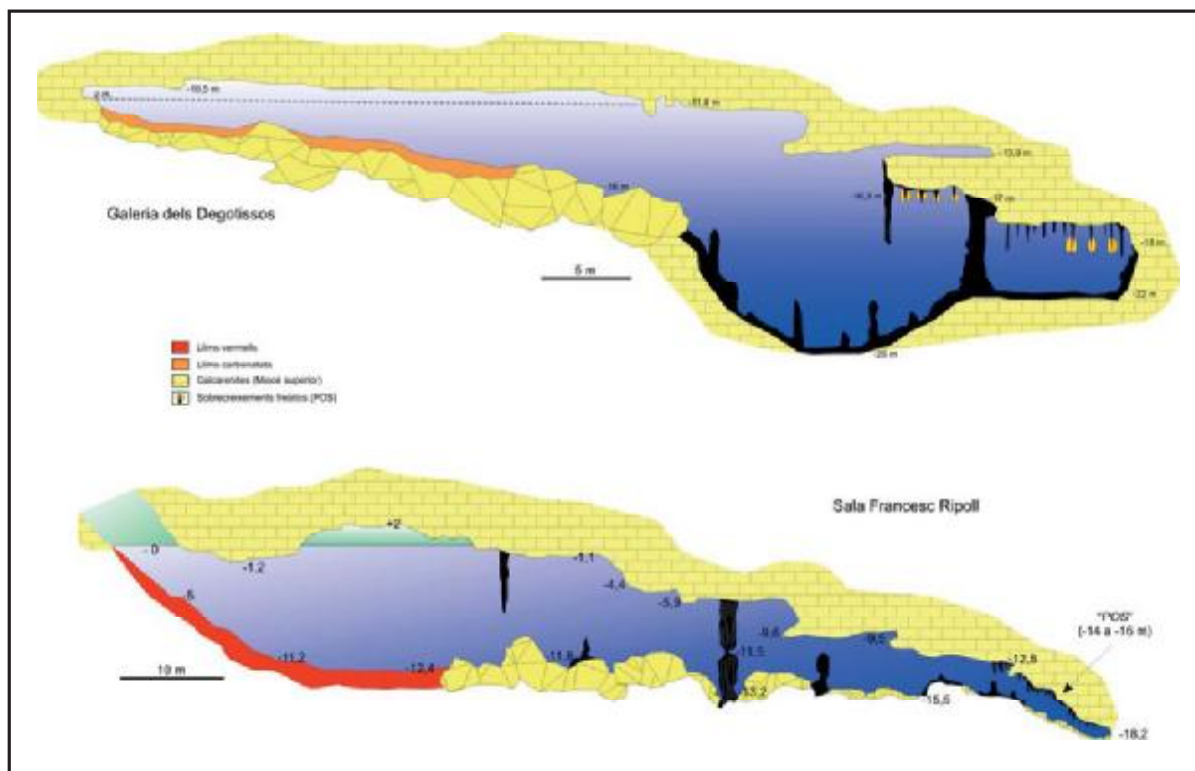 -10,5 m
-11,8 m
-13,9 m
-16 m
17 m
Galeria dels Degotissos
-18 m
5 m
-22 m
Llims vermells
Llims carbonatats
Calcarenites (Miocè superior)
Sobrecreixements freàtics (POS)
Sala Francesc Ripoll
+2
- 0
-1,2
-1,1
-4,4
-5
-5,9
"POS"
(-14 a -16 m)
-9,6
-9,5
-11,2
-12,4
-11,8
-11,5
-12,8
10 m
-13,2
-15,5
-18,2